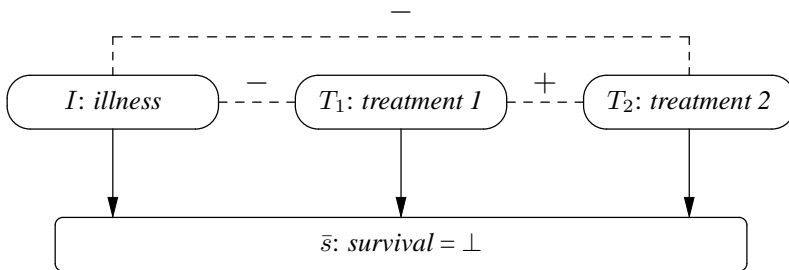 −
I: illness
−
T₁: treatment 1
+
T₂: treatment 2
s̄: survival = ⊥